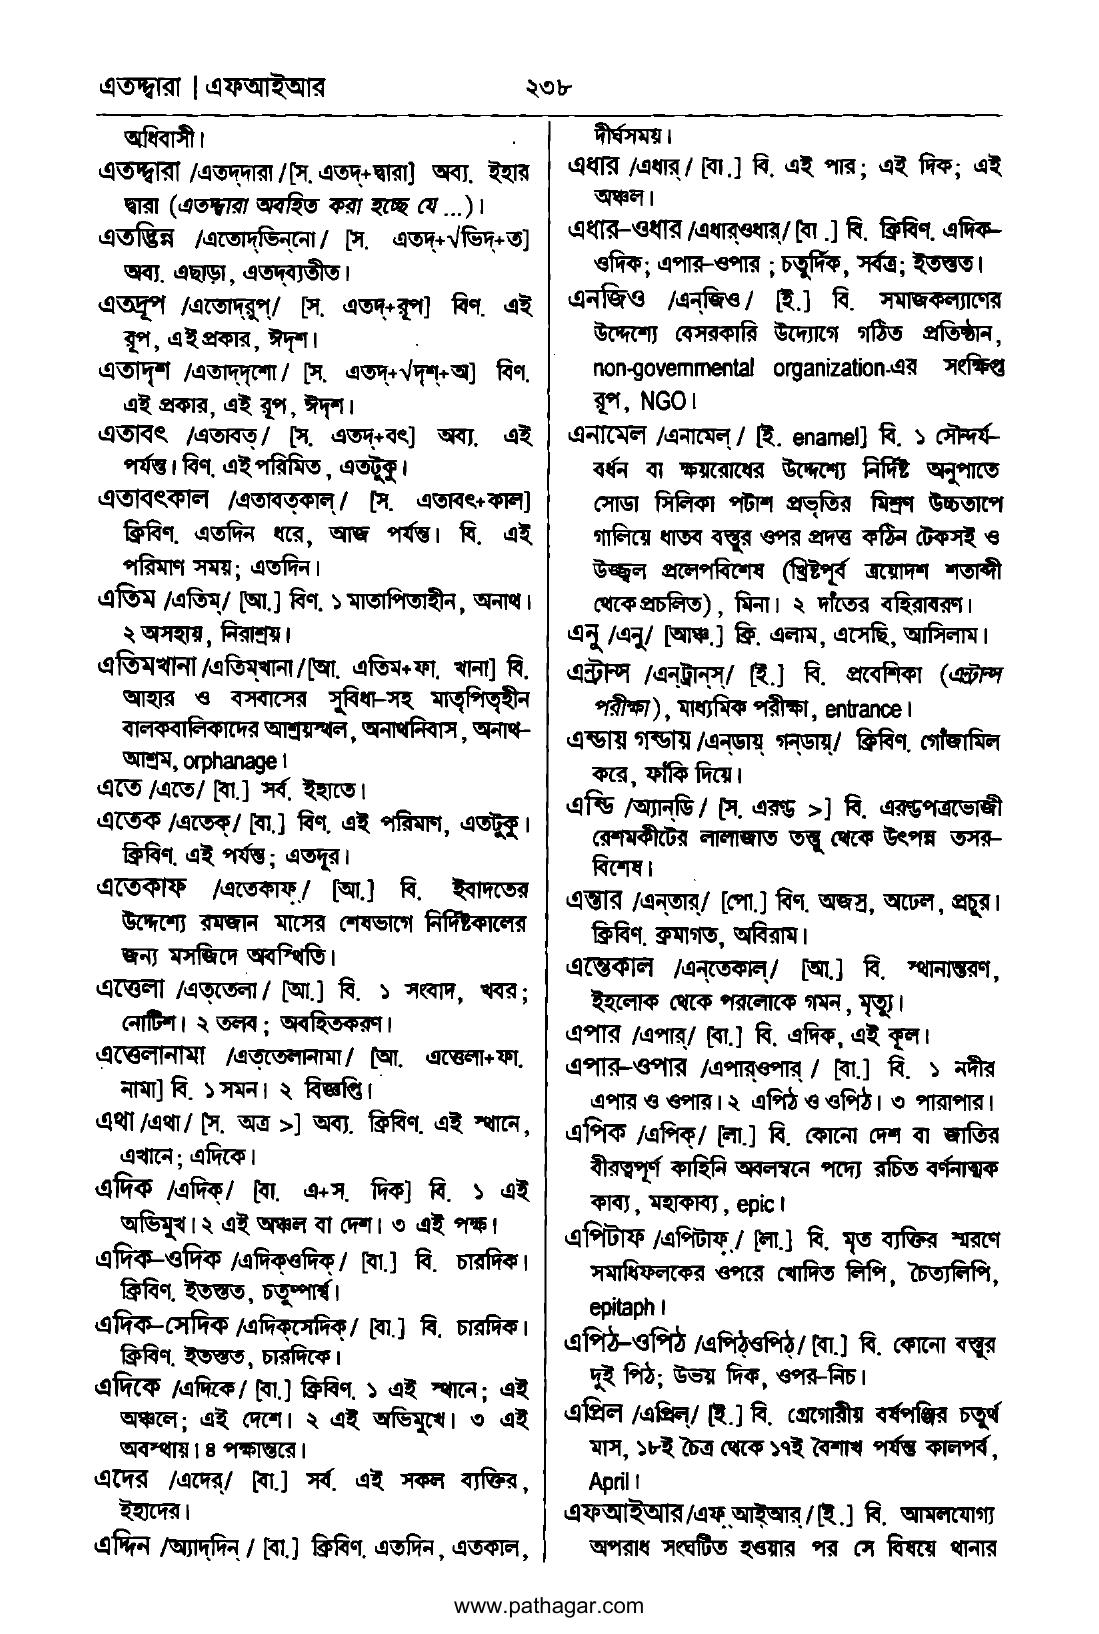 এতদ্দ্বারা | এফআইআর
২৩৮
অধিবাসী।
এতদ্দ্বারা /এতদ্‌দারা/ [স. এতদ্+দ্বারা] অব্য. ইহার
দ্বারা (এতদ্দ্বারা অবহিত করা হচ্ছে যে ...)।
এতদ্ভিন্ন /এতোদ্‌ভিন্‌নো/ [স. এতদ্+√ভিদ্+ত]
অব্য. এছাড়া, এতদ্‌ব্যতীত।
এতদ্রূপ /এতোদ্‌রুপ্/ [স. এতদ্+রূপ] বিণ. এই
রূপ, এই প্রকার, ঈদৃশ।
এতাদৃশ /এতাদ্‌দৃশো/ [স. এতদ্+√দৃশ্+অ] বিণ.
এই প্রকার, এই রূপ, ঈদৃশ।
এতাবৎ /এতাবত্/ [স. এতদ্+বৎ] অব্য. এই
পর্যন্ত। বিণ. এই পরিমিত, এতটুকু।
এতাবৎকাল /এতাবত্‌কাল্/ [স. এতাবৎ+কাল]
ক্রিবিণ. এতদিন ধরে, আজ পর্যন্ত। বি. এই
পরিমাণ সময়; এতদিন।
এতিম /এতিম্/ [আ.] বিণ. ১ মাতাপিতাহীন, অনাথ।
২ অসহায়, নিরাশ্রয়।
এতিমখানা /এতিম্‌খানা/ [আ. এতিম+ফা. খানা] বি.
আহার ও বসবাসের সুবিধা-সহ মাতৃপিতৃহীন
বালকবালিকাদের আশ্রয়স্থল, অনাথনিবাস, অনাথ-
আশ্রম, orphanage।
এতে /এতে/ [বা.] সর্ব. ইহাতে।
এতেক /এতেক্/ [বা.] বিণ. এই পরিমাণ, এতটুকু।
ক্রিবিণ. এই পর্যন্ত; এতদূর।
এতেকাফ /এতেকাফ়্/ [আ.] বি. ইবাদতের
উদ্দেশ্যে রমজান মাসের শেষভাগে নির্দিষ্টকালের
জন্য মসজিদে অবস্থিতি।
এত্তেলা /এত্‌তেলা/ [আ.] বি. ১ সংবাদ, খবর;
নোটিশ। ২ তলব; অবহিতকরণ।
এত্তেলানামা /এত্‌তেলানামা/ [আ. এত্তেলা+ফা.
নামা] বি. ১ সমন। ২ বিজ্ঞপ্তি।
এথা /এথা/ [স. অত্র >] অব্য. ক্রিবিণ. এই স্থানে,
এখানে; এদিকে।
এদিক /এদিক্/ [বা. এ+স. দিক] বি. ১ এই
অভিমুখ। ২ এই অঞ্চল বা দেশ। ৩ এই পক্ষ।
এদিক-ওদিক /এদিক্‌ওদিক্/ [বা.] বি. চারদিক।
ক্রিবিণ. ইতস্তত, চতুষ্পার্শ্ব।
এদিক-সেদিক /এদিক্‌সেদিক্/ [বা.] বি. চারদিক।
ক্রিবিণ. ইতস্তত, চারদিকে।
এদিকে /এদিকে/ [বা.] ক্রিবিণ. ১ এই স্থানে; এই
অঞ্চলে; এই দেশে। ২ এই অভিমুখে। ৩ এই
অবস্থায়। ৪ পক্ষান্তরে।
এদের /এদের্/ [বা.] সর্ব. এই সকল ব্যক্তির,
ইহাদের।
এদ্দিন /অ্যাদ্‌দিন্/ [বা.] ক্রিবিণ. এতদিন, এতকাল,
দীর্ঘসময়।
এধার /এধার্/ [বা.] বি. এই পার; এই দিক; এই
অঞ্চল।
এধার-ওধার /এধার্‌ওধার্/ [বা.] বি. ক্রিবিণ. এদিক-
ওদিক; এপার-ওপার; চতুর্দিক, সর্বত্র; ইতস্তত।
এনজিও /এন্‌জিও/ [ই.] বি. সমাজকল্যাণের
উদ্দেশ্যে বেসরকারি উদ্যোগে গঠিত প্রতিষ্ঠান,
non-governmental organization-এর সংক্ষিপ্ত
রূপ, NGO।
এনামেল /এনামেল্/ [ই. enamel] বি. ১ সৌন্দর্য-
বর্ধন বা ক্ষয়রোধের উদ্দেশ্যে নির্দিষ্ট অনুপাতে
সোডা সিলিকা পটাশ প্রভৃতির মিশ্রণ উচ্চতাপে
গালিয়ে ধাতব বস্তুর ওপর প্রদত্ত কঠিন টেকসই ও
উজ্জ্বল প্রলেপবিশেষ (খ্রিষ্টপূর্ব ত্রয়োদশ শতাব্দী
থেকে প্রচলিত), মিনা। ২ দাঁতের বহিরাবরণ।
এনু /এনু/ [আঞ্চ.] ক্রি. এলাম, এসেছি, আসিলাম।
এন্ট্রান্স /এন্‌ট্রান্‌স্/ [ই.] বি. প্রবেশিকা (এন্ট্রান্স
পরীক্ষা), মাধ্যমিক পরীক্ষা, entrance।
এন্ডায় গন্ডায় /এন্‌ডায়্ গন্‌ডায়্/ ক্রিবিণ. গোঁজামিল
করে, ফাঁকি দিয়ে।
এন্ডি /অ্যান্‌ডি/ [স. এরণ্ড >] বি. এরণ্ডপত্রভোজী
রেশমকীটের লালাজাত তন্তু থেকে উৎপন্ন তসর-
বিশেষ।
এন্তার /এন্‌তার্/ [পো.] বিণ. অজস্র, অঢেল, প্রচুর।
ক্রিবিণ. ক্রমাগত, অবিরাম।
এন্তেকাল /এন্‌তেকাল্/ [আ.] বি. স্থানান্তরণ,
ইহলোক থেকে পরলোকে গমন, মৃত্যু।
এপার /এপার্/ [বা.] বি. এদিক, এই কূল।
এপার-ওপার /এপার্‌ওপার্/ [বা.] বি. ১ নদীর
এপার ও ওপার। ২ এপিঠ ও ওপিঠ। ৩ পারাপার।
এপিক /এপিক্/ [লা.] বি. কোনো দেশ বা জাতির
বীরত্বপূর্ণ কাহিনি অবলম্বনে পদ্যে রচিত বর্ণনাত্মক
কাব্য, মহাকাব্য, epic।
এপিটাফ /এপিটাফ়্/ [লা.] বি. মৃত ব্যক্তির স্মরণে
সমাধিফলকের ওপরে খোদিত লিপি, চৈত্যলিপি,
epitaph।
এপিঠ-ওপিঠ /এপিঠ্‌ওপিঠ্/ [বা.] বি. কোনো বস্তুর
দুই পিঠ; উভয় দিক, ওপর-নিচ।
এপ্রিল /এপ্রিল্/ [ই.] বি. গ্রেগোরীয় বর্ষপঞ্জির চতুর্থ
মাস, ১৮ই চৈত্র থেকে ১৭ই বৈশাখ পর্যন্ত কালপর্ব,
April।
এফআইআর /এফ়্‌আইআর্/ [ই.] বি. আমলযোগ্য
অপরাধ সংঘটিত হওয়ার পর সে বিষয়ে থানার
www.pathagar.com